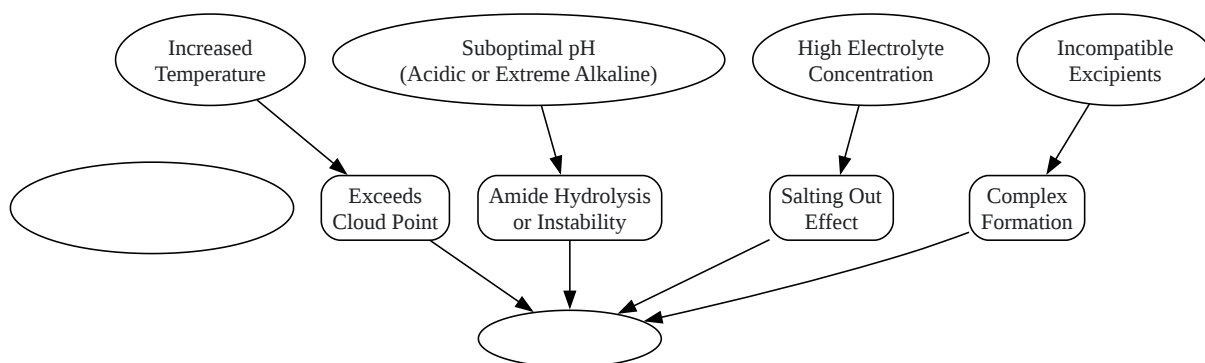 Increased
Temperature
Suboptimal pH
(Acidic or Extreme Alkaline)
High Electrolyte
Concentration
Incompatible
Excipients
Exceeds
Cloud Point
Amide Hydrolysis
or Instability
Salting Out
Effect
Complex
Formation